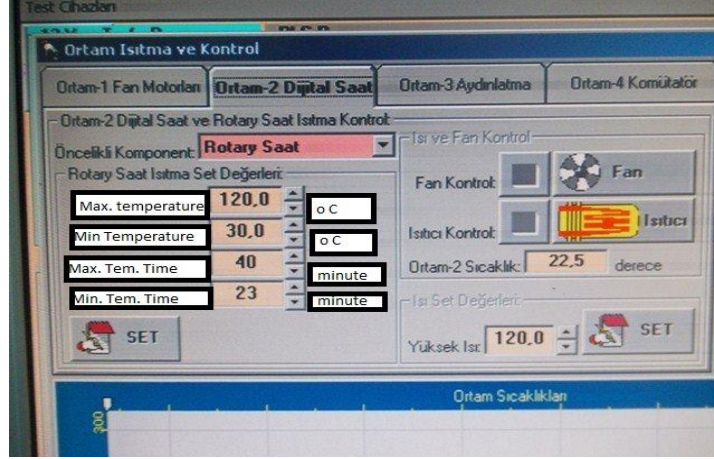 Test Cihazları
Ortam Isıtma ve Kontrol
Ortam-1 Fan Motorları
Ortam-2 Dijital Saat
Ortam-3 Aydınlatma
Ortam-4 Komütatör
Ortam-2 Dijital Saat ve Rotary Saat Isıtma Kontrol:
Öncelikli Komponent: Rotary Saat
Rotary Saat Isıtma Set Değerleri:
Max. temperature 120,0 o C
Min Temperature 30,0 o C
Max. Tem. Time 40 minute
Min. Tem. Time 23 minute
SET
Isı ve Fan Kontrol
Fan Kontrol: Fan
Isıtıcı Kontrol: Isıtıcı
Ortam-2 Sıcaklık: 22,5 derece
Isı Set Değerleri:
Yüksek Isı: 120,0 SET
Ortam Sıcaklıkları
300